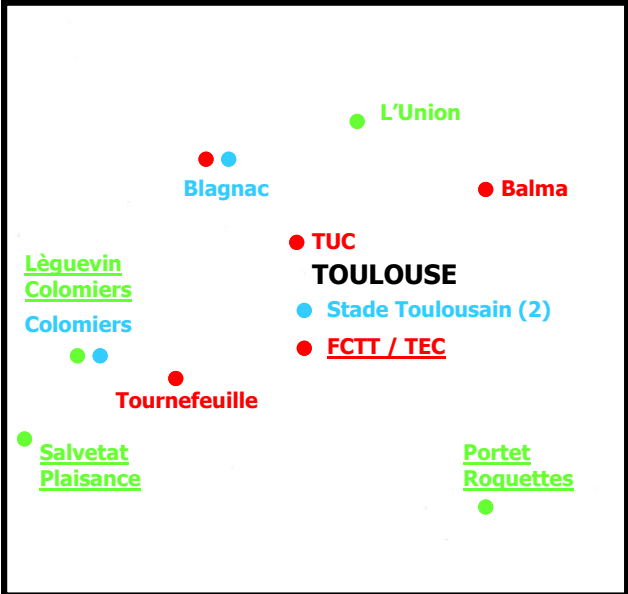 L'Union
Blagnac
Balma
TUC
TOULOUSE
Lèguevin
Colomiers
Stade Toulousain (2)
Colomiers
FCTT / TEC
Tournefeuille
Salvetat
Plaisance
Portet
Roquettes